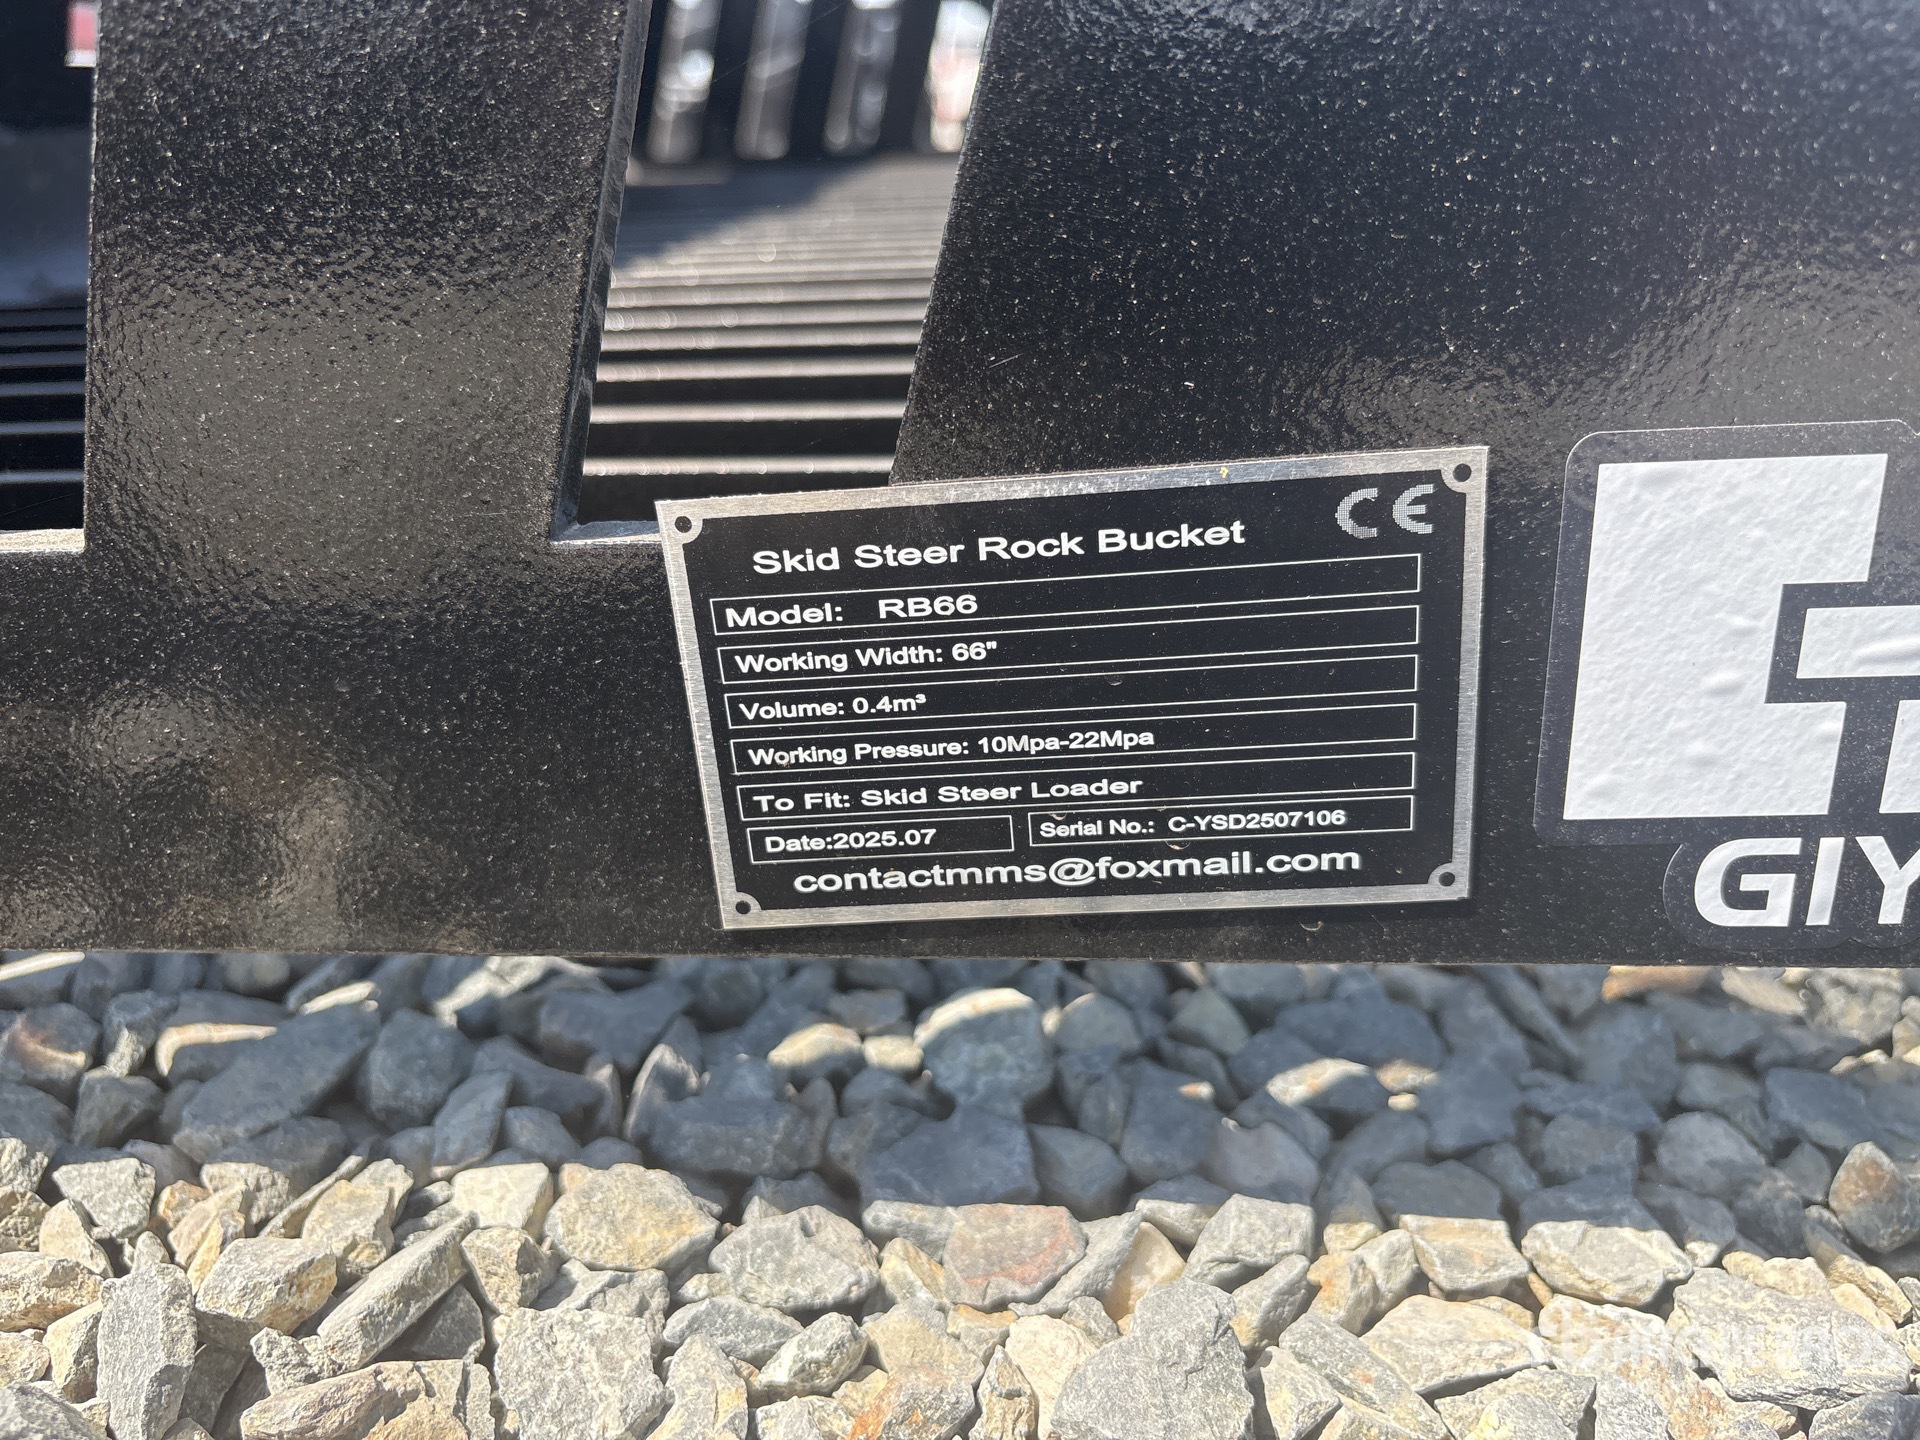 CE
Skid Steer Rock Bucket
Model: RB66
Working Width: 66"
Volume: 0.4m³
Working Pressure: 10Mpa-22Mpa
To Fit: Skid Steer Loader
Date:2025.07
Serial No.: C-YSD2507106
contactmms@foxmail.com
GIY